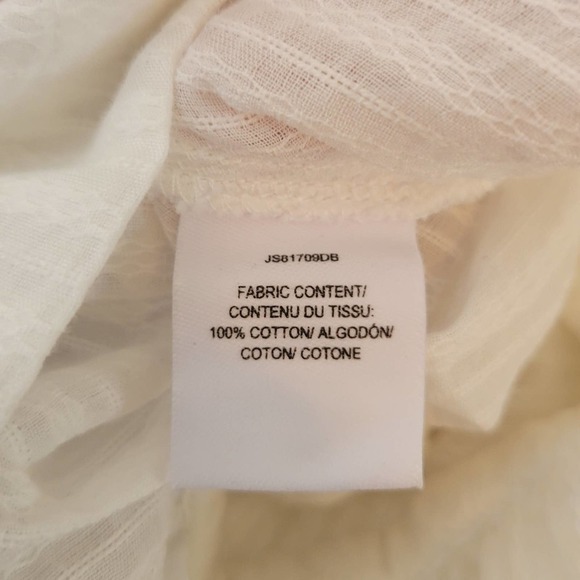 JS81709DB
FABRIC CONTENT/
CONTENU DU TISSU:
100% COTTON/ ALGODÓN/
COTON/ COTONE